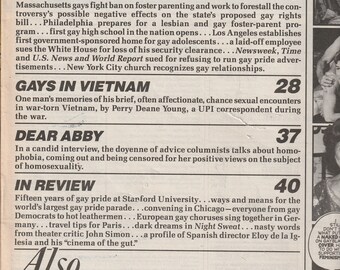 Massachusetts gays fight ban on foster parenting and work to forestall the con-
troversy's possible negative effects on the state's proposed gay rights
bill...Philadelphia prepares for a lesbian and gay foster-parent pro-
gram...first gay high school in the nation opens...Los Angeles establishes
first government-sponsored home for gay adolescents...a laid-off employee
sues the White House for loss of his security clearance...Newsweek, Time
and U.S. News and World Report sued for refusing to run gay pride adver-
tisements...New York City church recognizes gay relationships.
GAYS IN VIETNAM 28
One man's memories of his brief, often affectionate, chance sexual encounters
in war-torn Vietnam, by Perry Deane Young, a UPI correspondent during
the war.
DEAR ABBY 37
In a candid interview, the doyenne of advice columnists talks about homo-
phobia, coming out and being censored for her positive views on the subject
of homosexuality.
IN REVIEW 40
Fifteen years of gay pride at Stanford University...ways and means for the
world's largest gay pride parade...convening in Chicago—everyone from gay
Democrats to hot leathermen...European gay choruses sing together in Ger-
many...travel tips for Paris...dark dreams in Night Sweat...nasty words
from theater critic John Simon...a profile of Spanish director Eloy de la Ig-
lesia and his "cinema of the gut."
Also